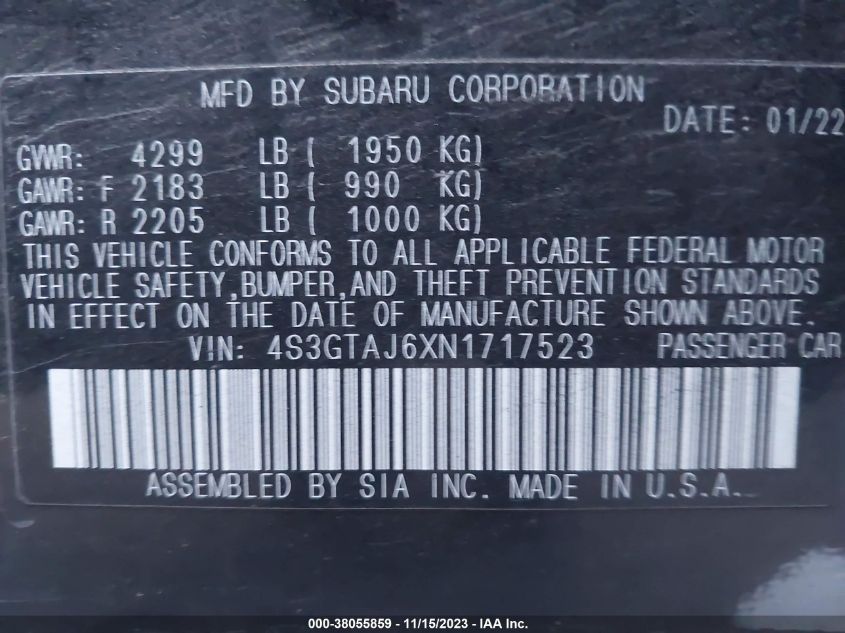 MFD BY SUBARU CORPORATION
DATE: 01/22
GVWR: 4299 LB ( 1950 KG)
GAWR: F 2183 LB ( 990 KG)
GAWR: R 2205 LB ( 1000 KG)
THIS VEHICLE CONFORMS TO ALL APPLICABLE FEDERAL MOTOR
VEHICLE SAFETY, BUMPER, AND THEFT PREVENTION STANDARDS
IN EFFECT ON THE DATE OF MANUFACTURE SHOWN ABOVE.
VIN: 4S3GTAJ6XN1717523 PASSENGER CAR
ASSEMBLED BY SIA INC. MADE IN U.S.A.
000-38055859 - 11/15/2023 - IAA Inc.